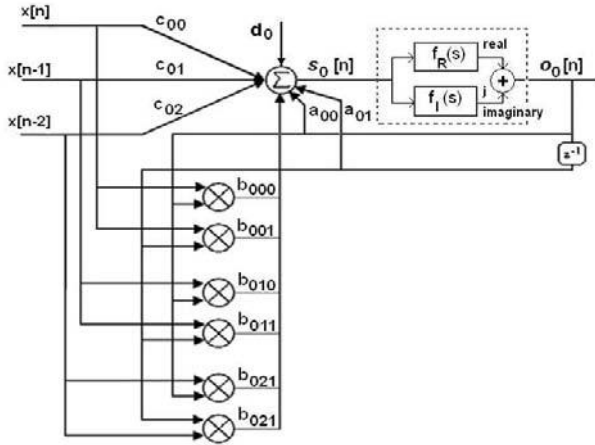 x[n]
c00
d0
x[n-1]
c01
Σ
s0[n]
fR(s)
real
+
o0[n]
c02
a00
a01
fI(s)
j
imaginary
x[n-2]
z-1
b000
b001
b010
b011
b021
b021